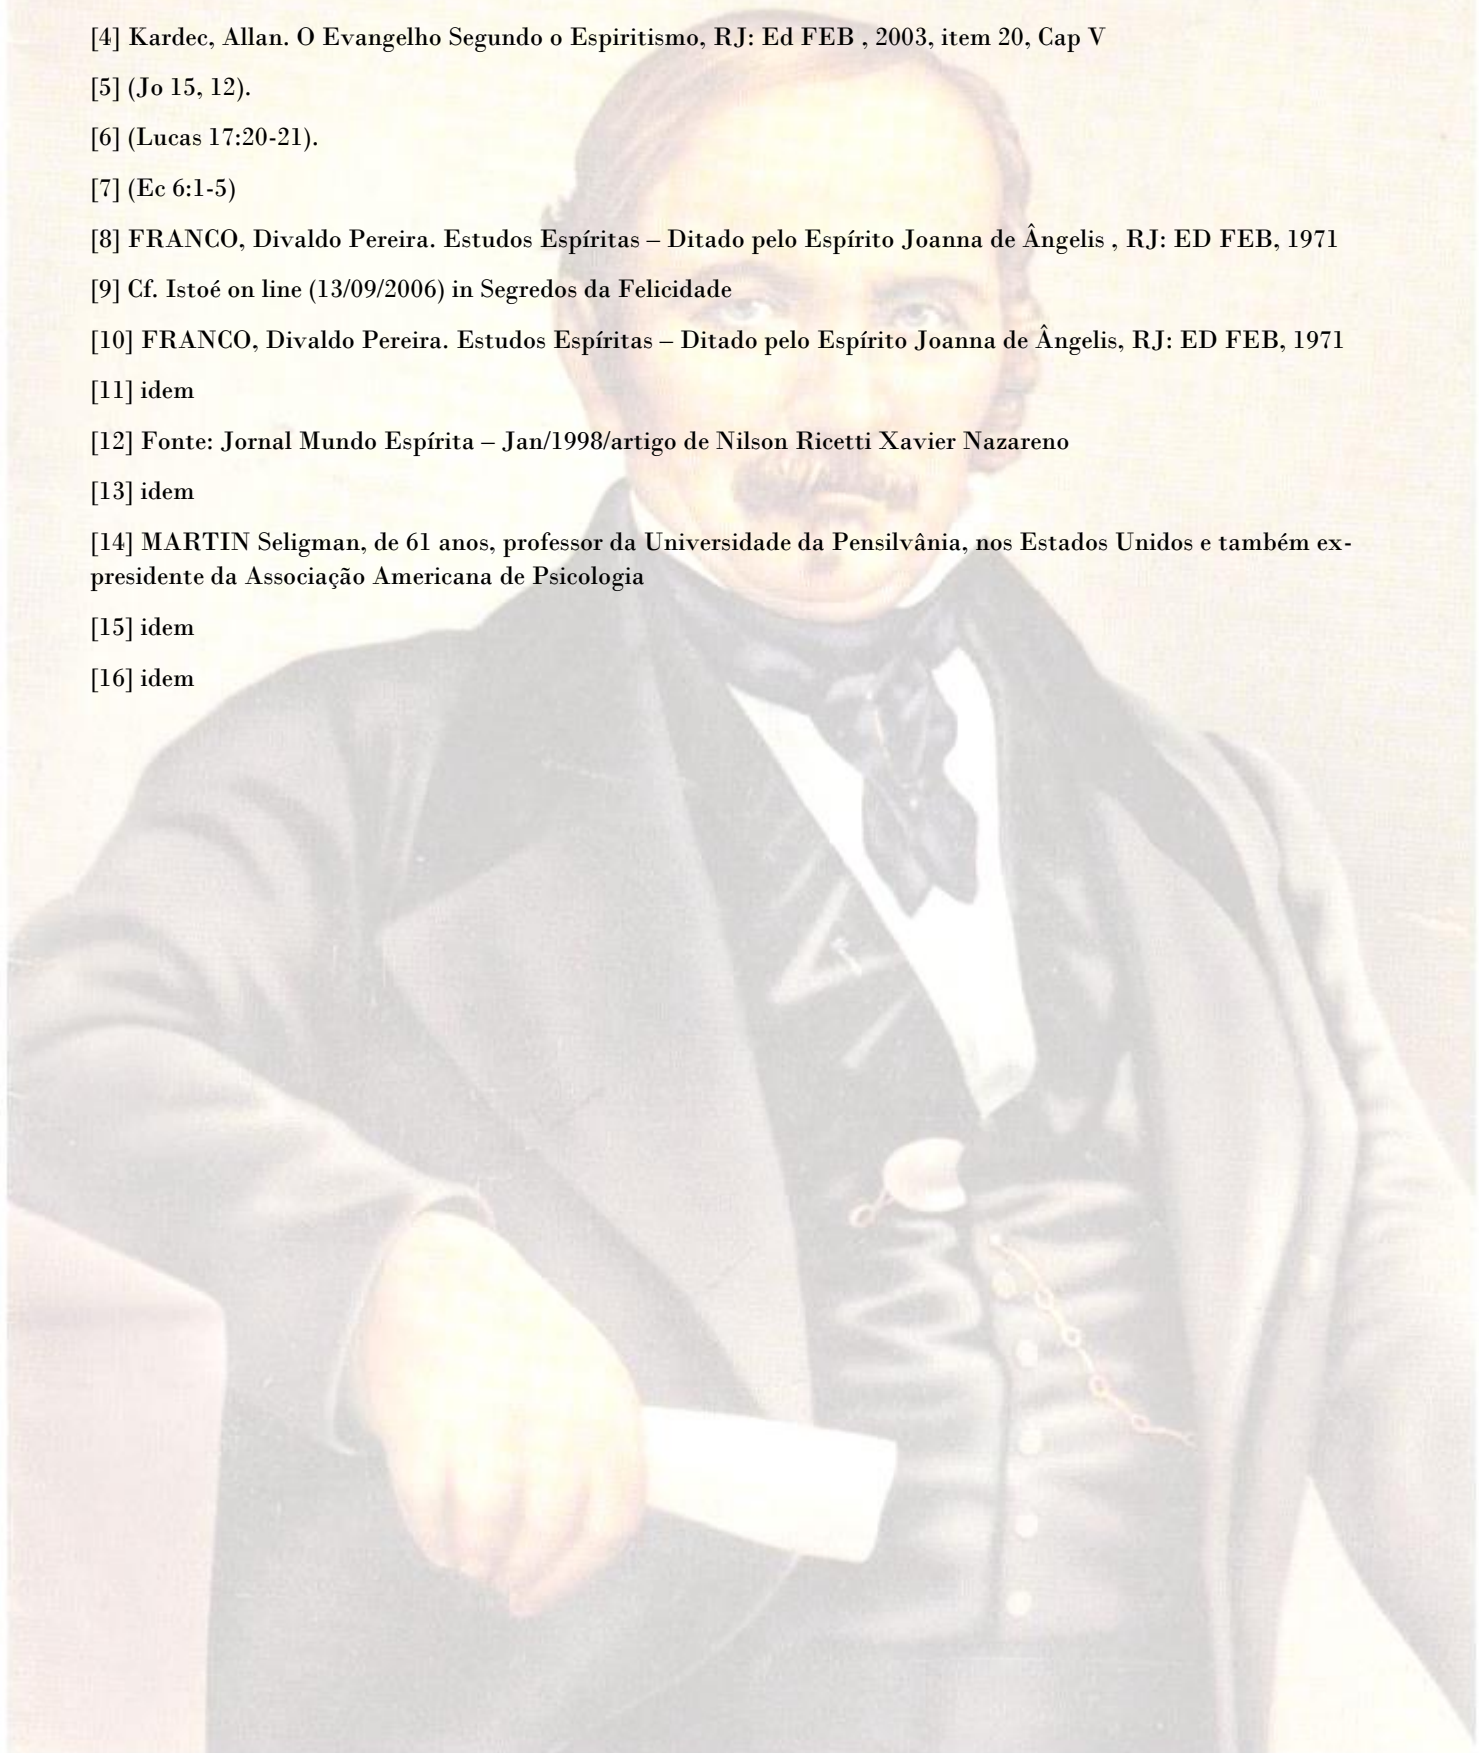 [4] Kardec, Allan. O Evangelho Segundo o Espiritismo, RJ: Ed FEB , 2003, item 20, Cap V
[5] (Jo 15, 12).
[6] (Lucas 17:20-21).
[7] (Ec 6:1-5)
[8] FRANCO, Divaldo Pereira. Estudos Espíritas – Ditado pelo Espírito Joanna de Ângelis , RJ: ED FEB, 1971
[9] Cf. Istoé on line (13/09/2006) in Segredos da Felicidade
[10] FRANCO, Divaldo Pereira. Estudos Espíritas – Ditado pelo Espírito Joanna de Ângelis, RJ: ED FEB, 1971
[11] idem
[12] Fonte: Jornal Mundo Espírita – Jan/1998/artigo de Nilson Ricetti Xavier Nazareno
[13] idem
[14] MARTIN Seligman, de 61 anos, professor da Universidade da Pensilvânia, nos Estados Unidos e também ex-
presidente da Associação Americana de Psicologia
[15] idem
[16] idem